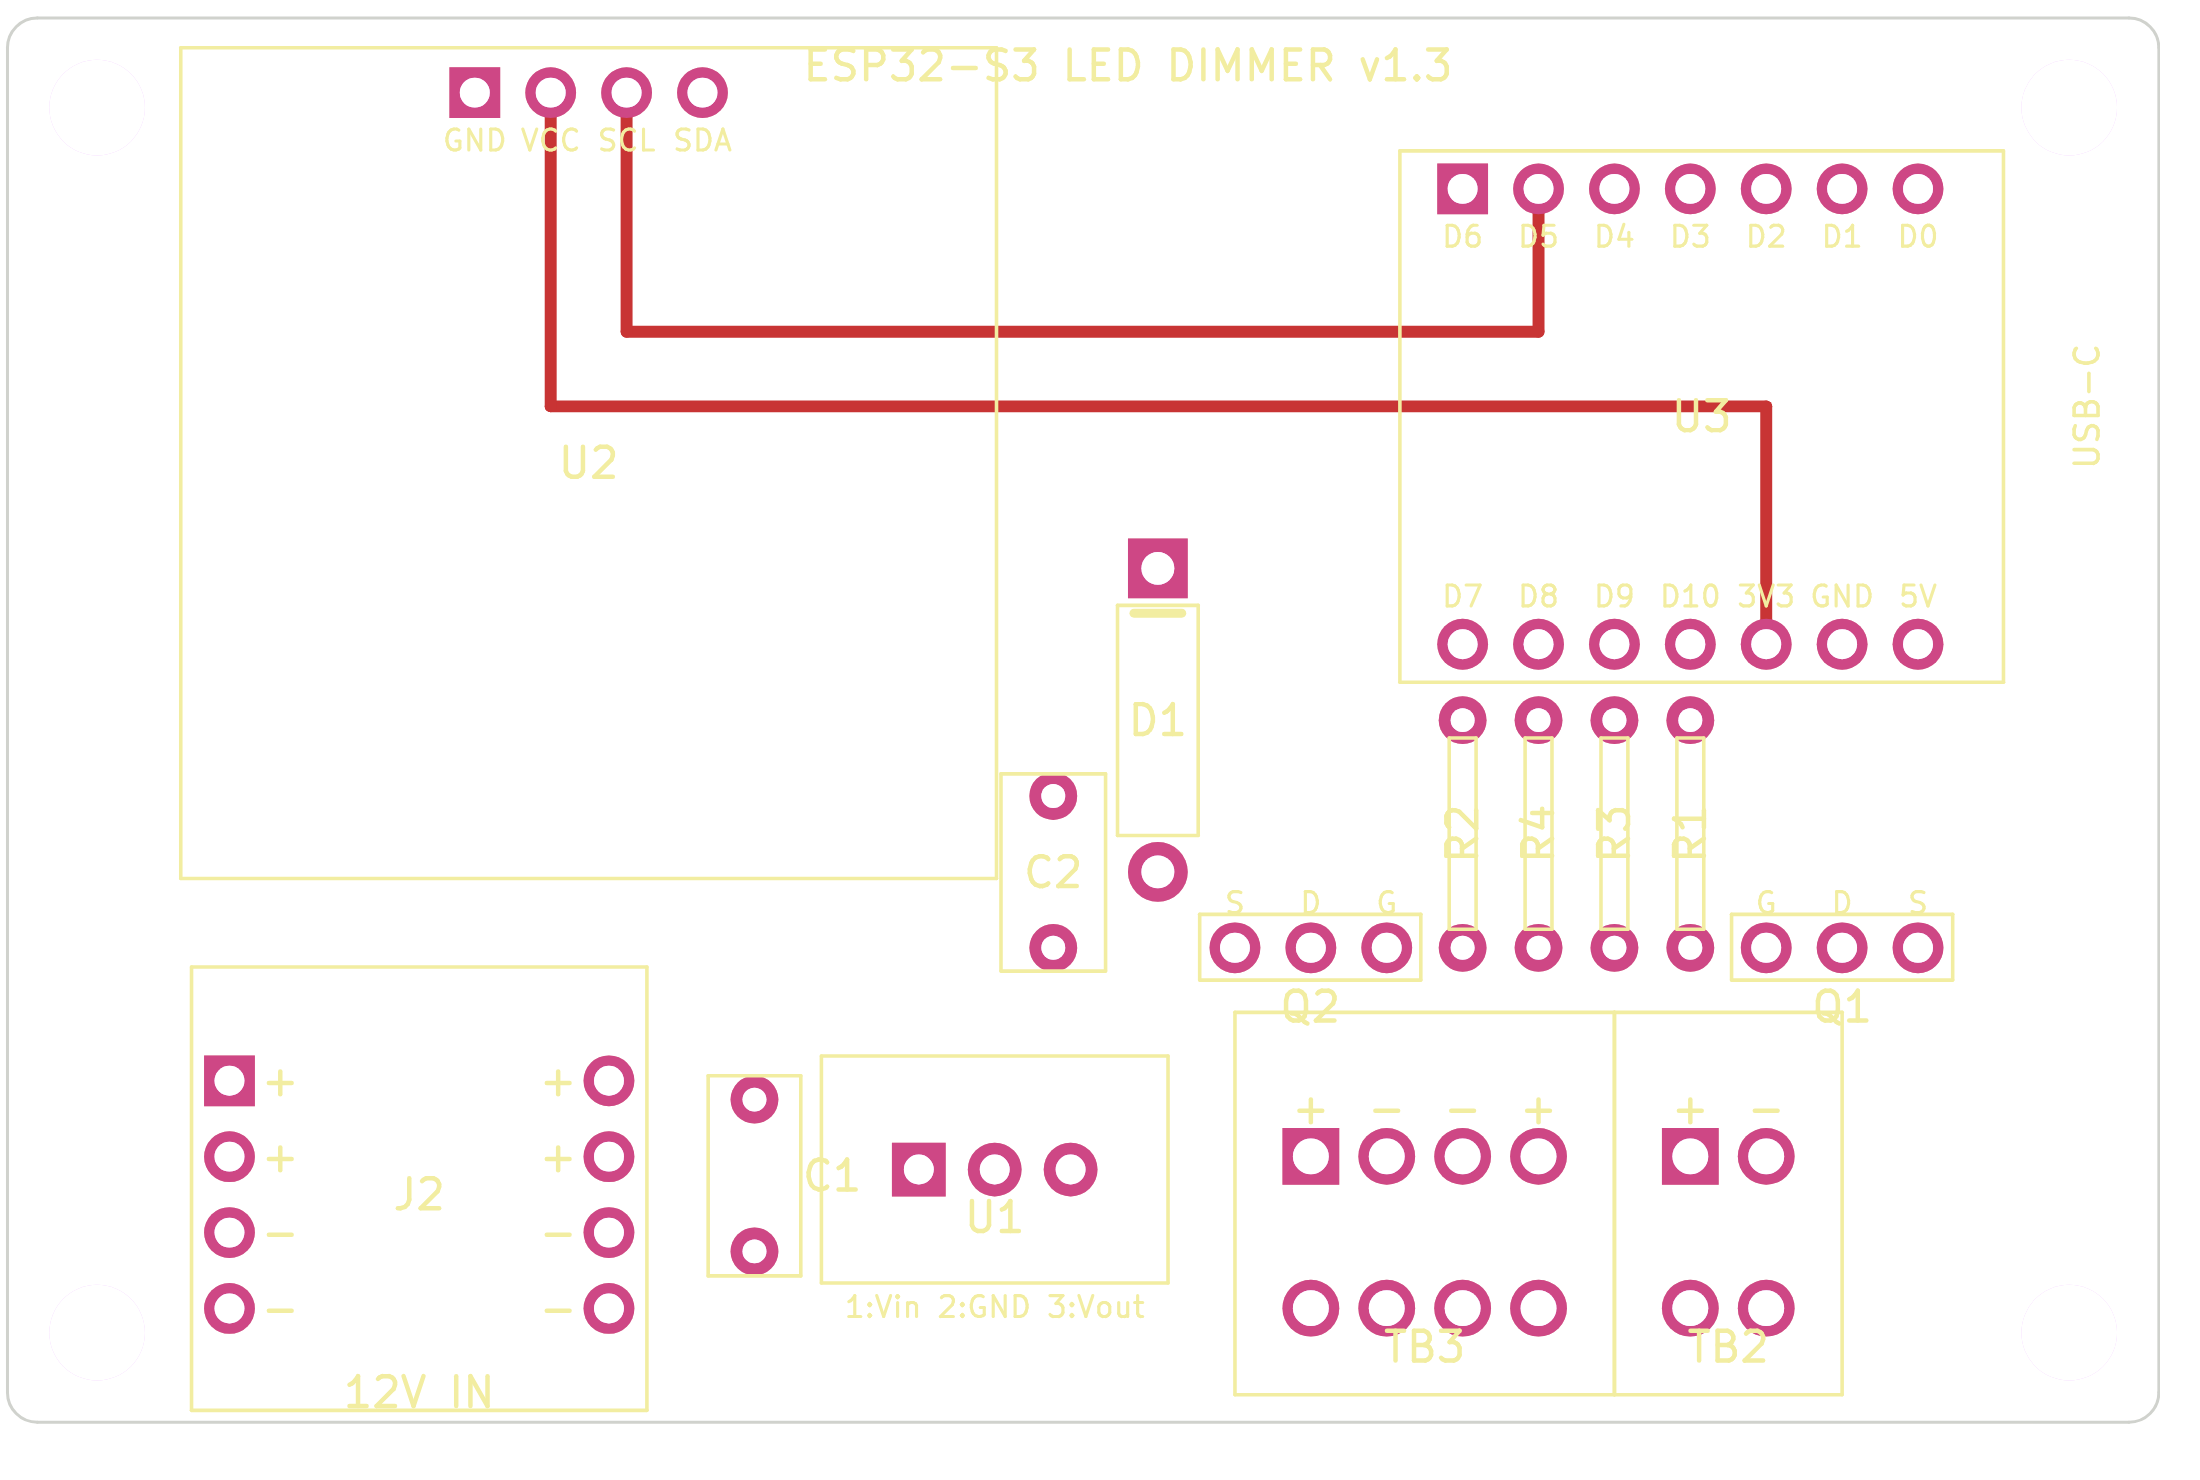 ESP32-S3 LED DIMMER v1.3
GND VCC SCL SDA
D6 D5 D4 D3 D2 D1 D0
USB-C
U3
U2
D7 D8 D9 D10 3V3 GND 5V
D1
R2 R4 R3 R1
C2
S D G
G D S
Q2
Q1
+ +
+ - - +
+ -
+ +
C1
J2
U1
- -
- -
1:Vin 2:GND 3:Vout
TB3
TB2
12V IN